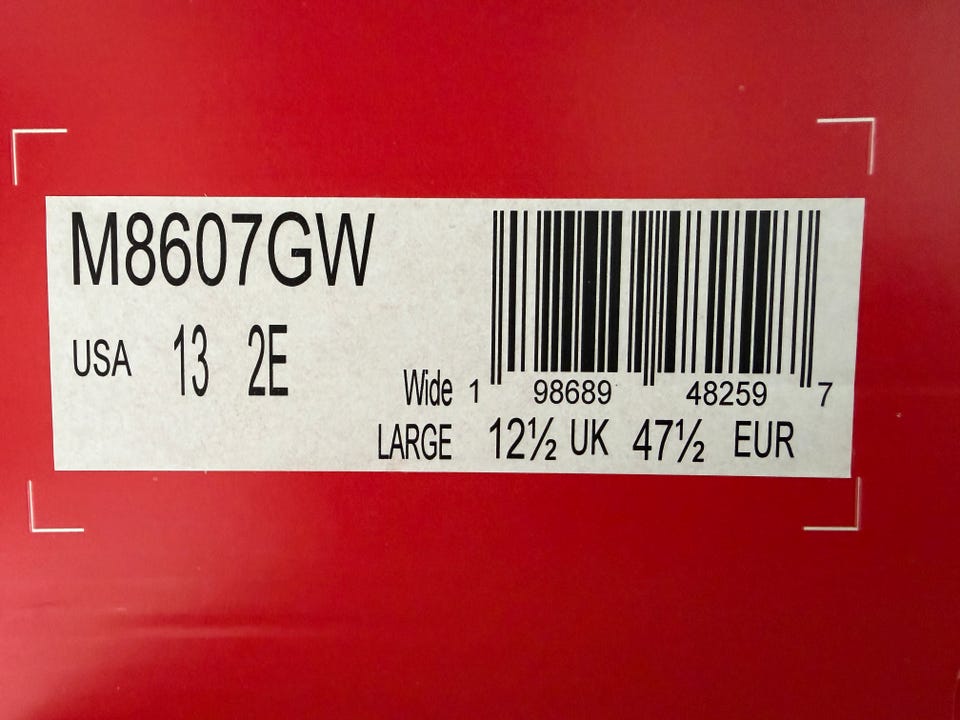 M8607GW
USA 13 2E
Wide 1 98689 48259 7
LARGE 12½ UK 47½ EUR